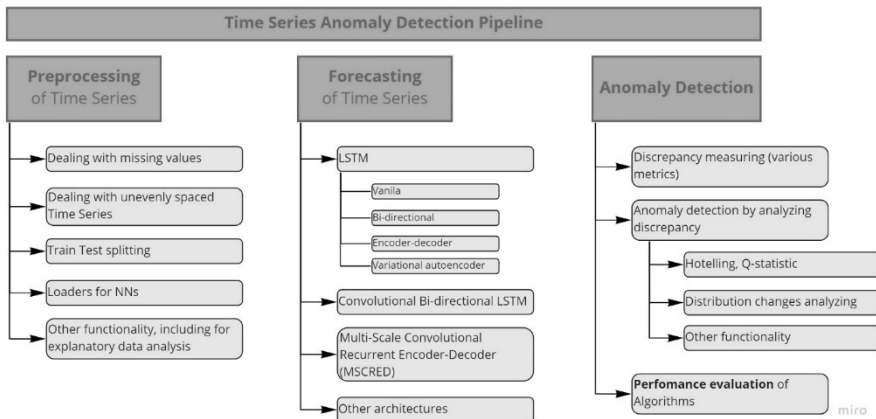 Time Series Anomaly Detection Pipeline
Preprocessing
of Time Series
Dealing with missing values
Dealing with unevenly spaced
Time Series
Train Test splitting
Loaders for NNs
Other functionality, including for
explanatory data analysis
Forecasting
of Time Series
LSTM
Vanila
Bi-directional
Encoder-decoder
Variational autoencoder
Convolutional Bi-directional LSTM
Multi-Scale Convolutional
Recurrent Encoder-Decoder
(MSCRED)
Other architectures
Anomaly Detection
Discrepancy measuring (various
metrics)
Anomaly detection by analyzing
discrepancy
Hotelling, Q-statistic
Distribution changes analyzing
Other functionality
Perfomance evaluation of
Algorithms
miro